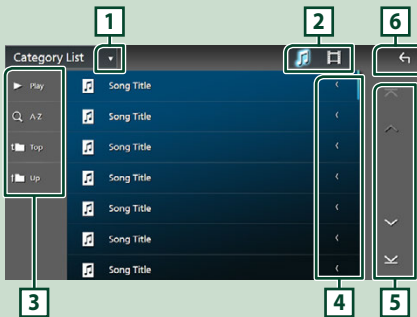 1
2
6
Category List
Play
Song Title
A-Z
Song Title
Top
Song Title
Up
Song Title
Song Title
Song Title
Song Title
3
4
5